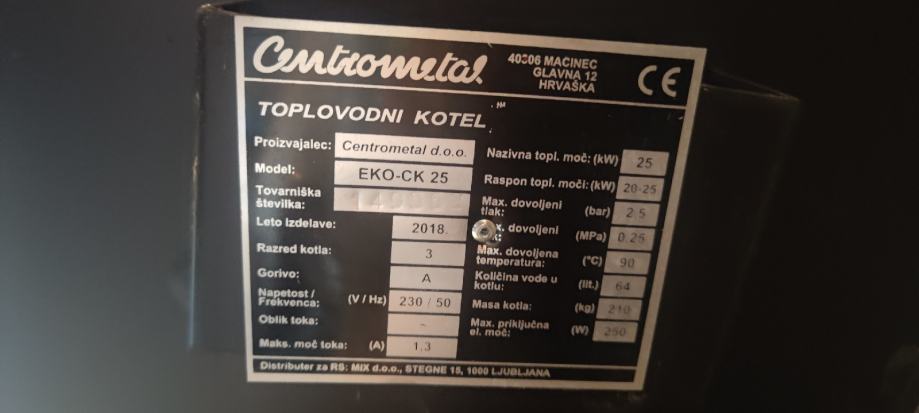 Centrometal
40306 MACINEC
GLAVNA 12
HRVAŠKA
CE
TOPLOVODNI KOTEL
Proizvajalec: Centrometal d.o.o.
Model: EKO-CK 25
Tovarniška
številka:
Leto izdelave: 2018.
Razred kotla: 3
Gorivo: A
Napetost /
Frekvenca: (V / Hz) 230 / 50
Oblik toka: ~
Maks. moč toka: (A) 1,3
Nazivna topl. moč: (kW) 25
Raspon topl. moči: (kW) 20-25
Max. dovoljeni
tlak: (bar) 2,5
dovoljeni
(MPa) 0,25
Max. dovoljena
temperatura: (°C) 90
Količina vode u
kotlu: (lit.) 64
Masa kotla: (kg) 210
Max. priključna
el. moč: (W) 250
Distributer za RS: MIX d.o.o., STEGNE 15, 1000 LJUBLJANA